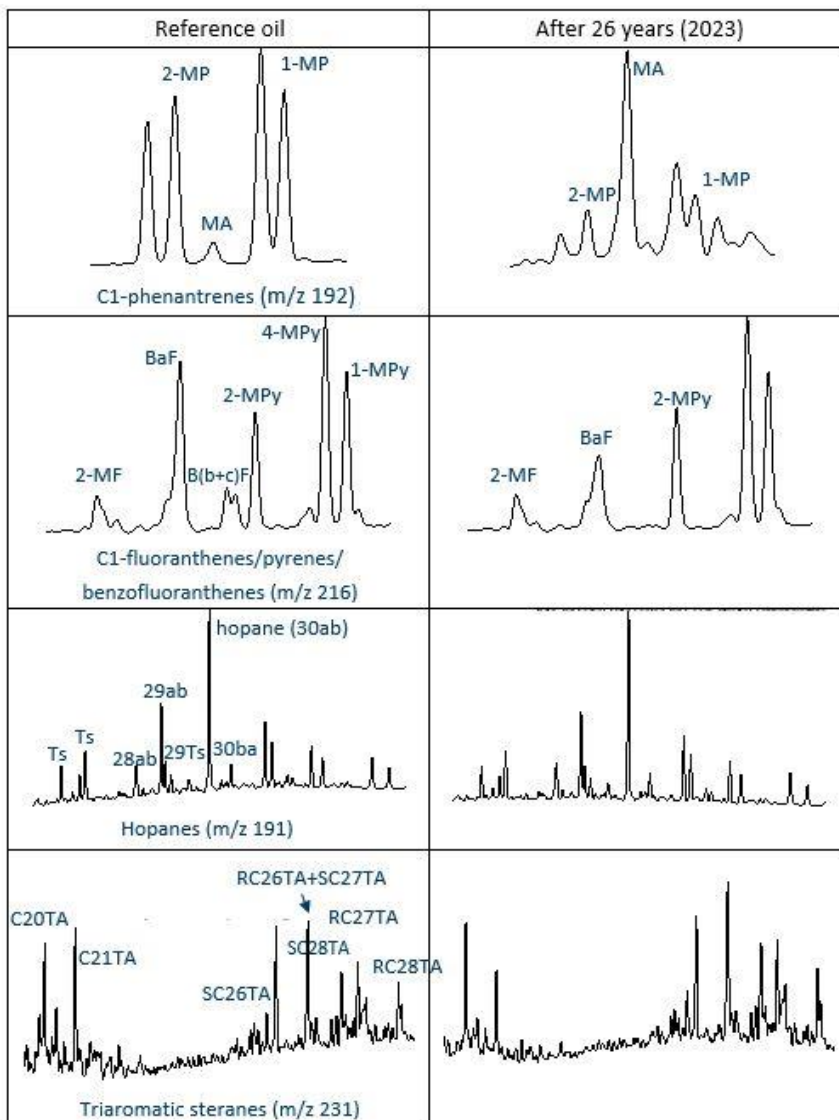 Reference oil
After 26 years (2023)
2-MP
1-MP
MA
C1-phenantrenes (m/z 192)
MA
2-MP
1-MP
4-MPy
BaF
1-MPy
2-MPy
2-MF
B(b+c)F
C1-fluoranthenes/pyrenes/
benzofluoranthenes (m/z 216)
2-MPy
BaF
2-MF
hopane (30ab)
29ab
Ts
Ts
28ab
29Ts
30ba
Hopanes (m/z 191)
RC26TA+SC27TA
C20TA
RC27TA
C21TA
SC28TA
SC26TA
RC28TA
Triaromatic steranes (m/z 231)